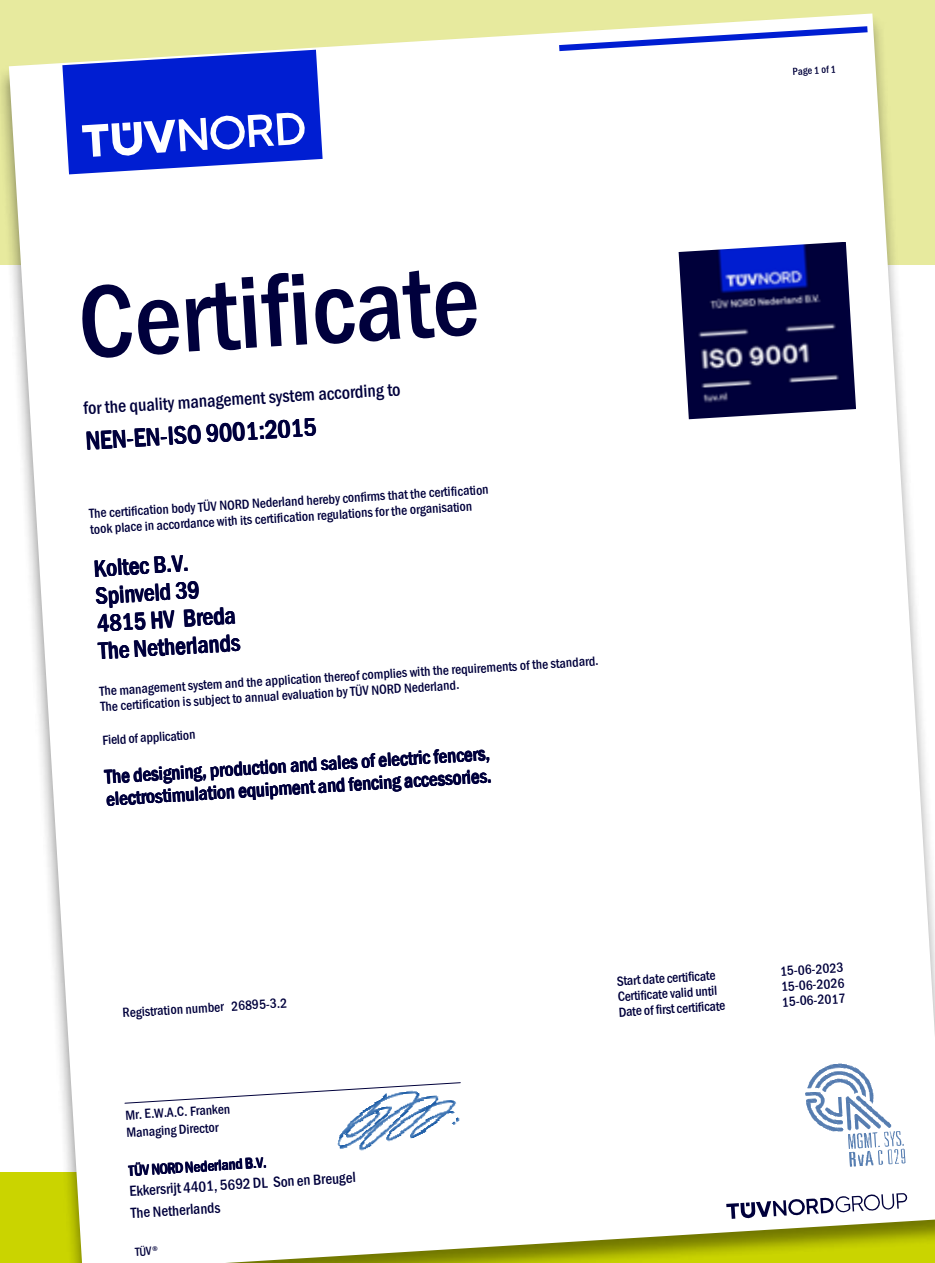 TÜVNORD
Page 1 of 1
TÜVNORD
TÜV NORD Nederland B.V.
ISO 9001
tuv.nl
Certificate
for the quality management system according to
NEN-EN-ISO 9001:2015
The certification body TÜV NORD Nederland hereby confirms that the certification
took place in accordance with its certification regulations for the organisation
Koltec B.V.
Spinveld 39
4815 HV Breda
The Netherlands
The management system and the application thereof complies with the requirements of the standard.
The certification is subject to annual evaluation by TÜV NORD Nederland.
Field of application
The designing, production and sales of electric fencers,
electrostimulation equipment and fencing accessories.
Registration number 26895-3.2
Start date certificate 15-06-2023
Certificate valid until 15-06-2026
Date of first certificate 15-06-2017
Mr. E.W.A.C. Franken
Managing Director
TÜV NORD Nederland B.V.
Ekkersrijt 4401, 5692 DL Son en Breugel
The Netherlands
RvA
MGMT. SYS.
RvA C 029
TÜVNORDGROUP
TÜV®